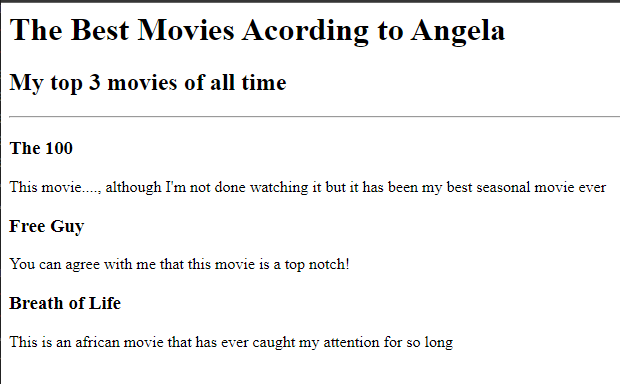 The Best Movies Acording to Angela
My top 3 movies of all time
The 100
This movie...., although I'm not done watching it but it has been my best seasonal movie ever
Free Guy
You can agree with me that this movie is a top notch!
Breath of Life
This is an african movie that has ever caught my attention for so long